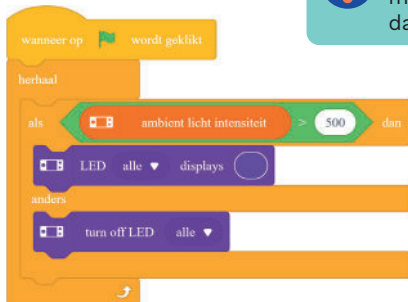 da
wanneer op wordt geklikt
herhaal
als ambient licht intensiteit > 500 dan
LED alle ▼ displays
anders
turn off LED alle ▼